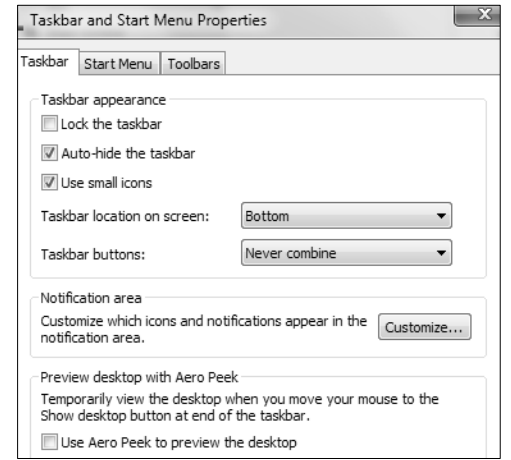 Taskbar and Start Menu Properties
Taskbar Start Menu Toolbars
Taskbar appearance
Lock the taskbar
Auto-hide the taskbar
Use small icons
Taskbar location on screen: Bottom
Taskbar buttons: Never combine
Notification area
Customize which icons and notifications appear in the
notification area.
Customize...
Preview desktop with Aero Peek
Temporarily view the desktop when you move your mouse to the
Show desktop button at end of the taskbar.
Use Aero Peek to preview the desktop